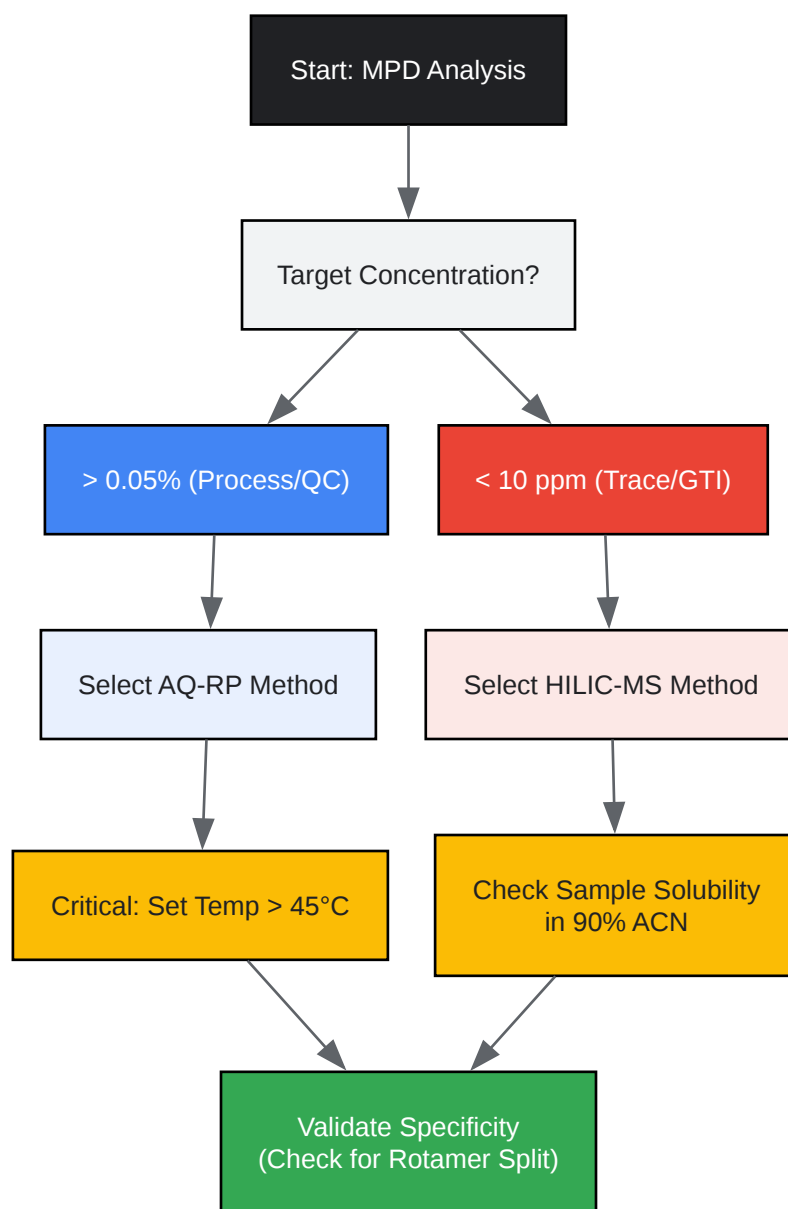 Start: MPD Analysis
Target Concentration?
> 0.05% (Process/QC)
< 10 ppm (Trace/GTI)
Select AQ-RP Method
Select HILIC-MS Method
Critical: Set Temp > 45°C
Check Sample Solubility
in 90% ACN
Validate Specificity
(Check for Rotamer Split)